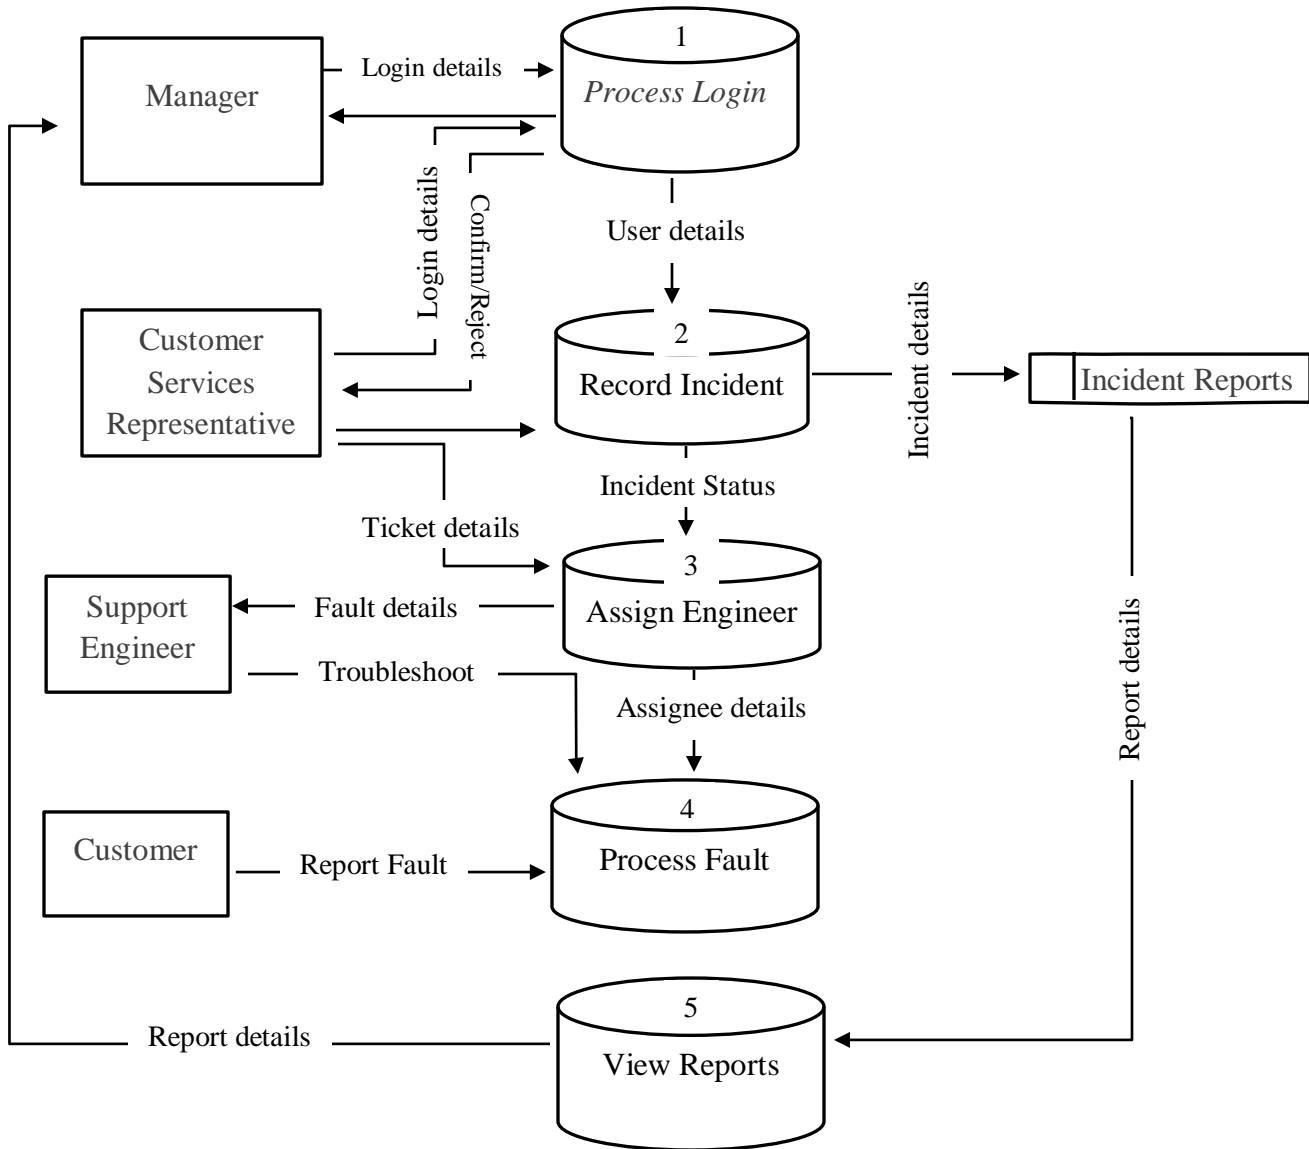 1
Process Login
Login details
Manager
Login details
Confirm/Reject
User details
Customer
Services
Representative
2
Record Incident
Incident details
Incident Reports
Incident Status
Ticket details
3
Assign Engineer
Support
Engineer
Fault details
Troubleshoot
Assignee details
Report details
4
Process Fault
Customer
Report Fault
5
View Reports
Report details